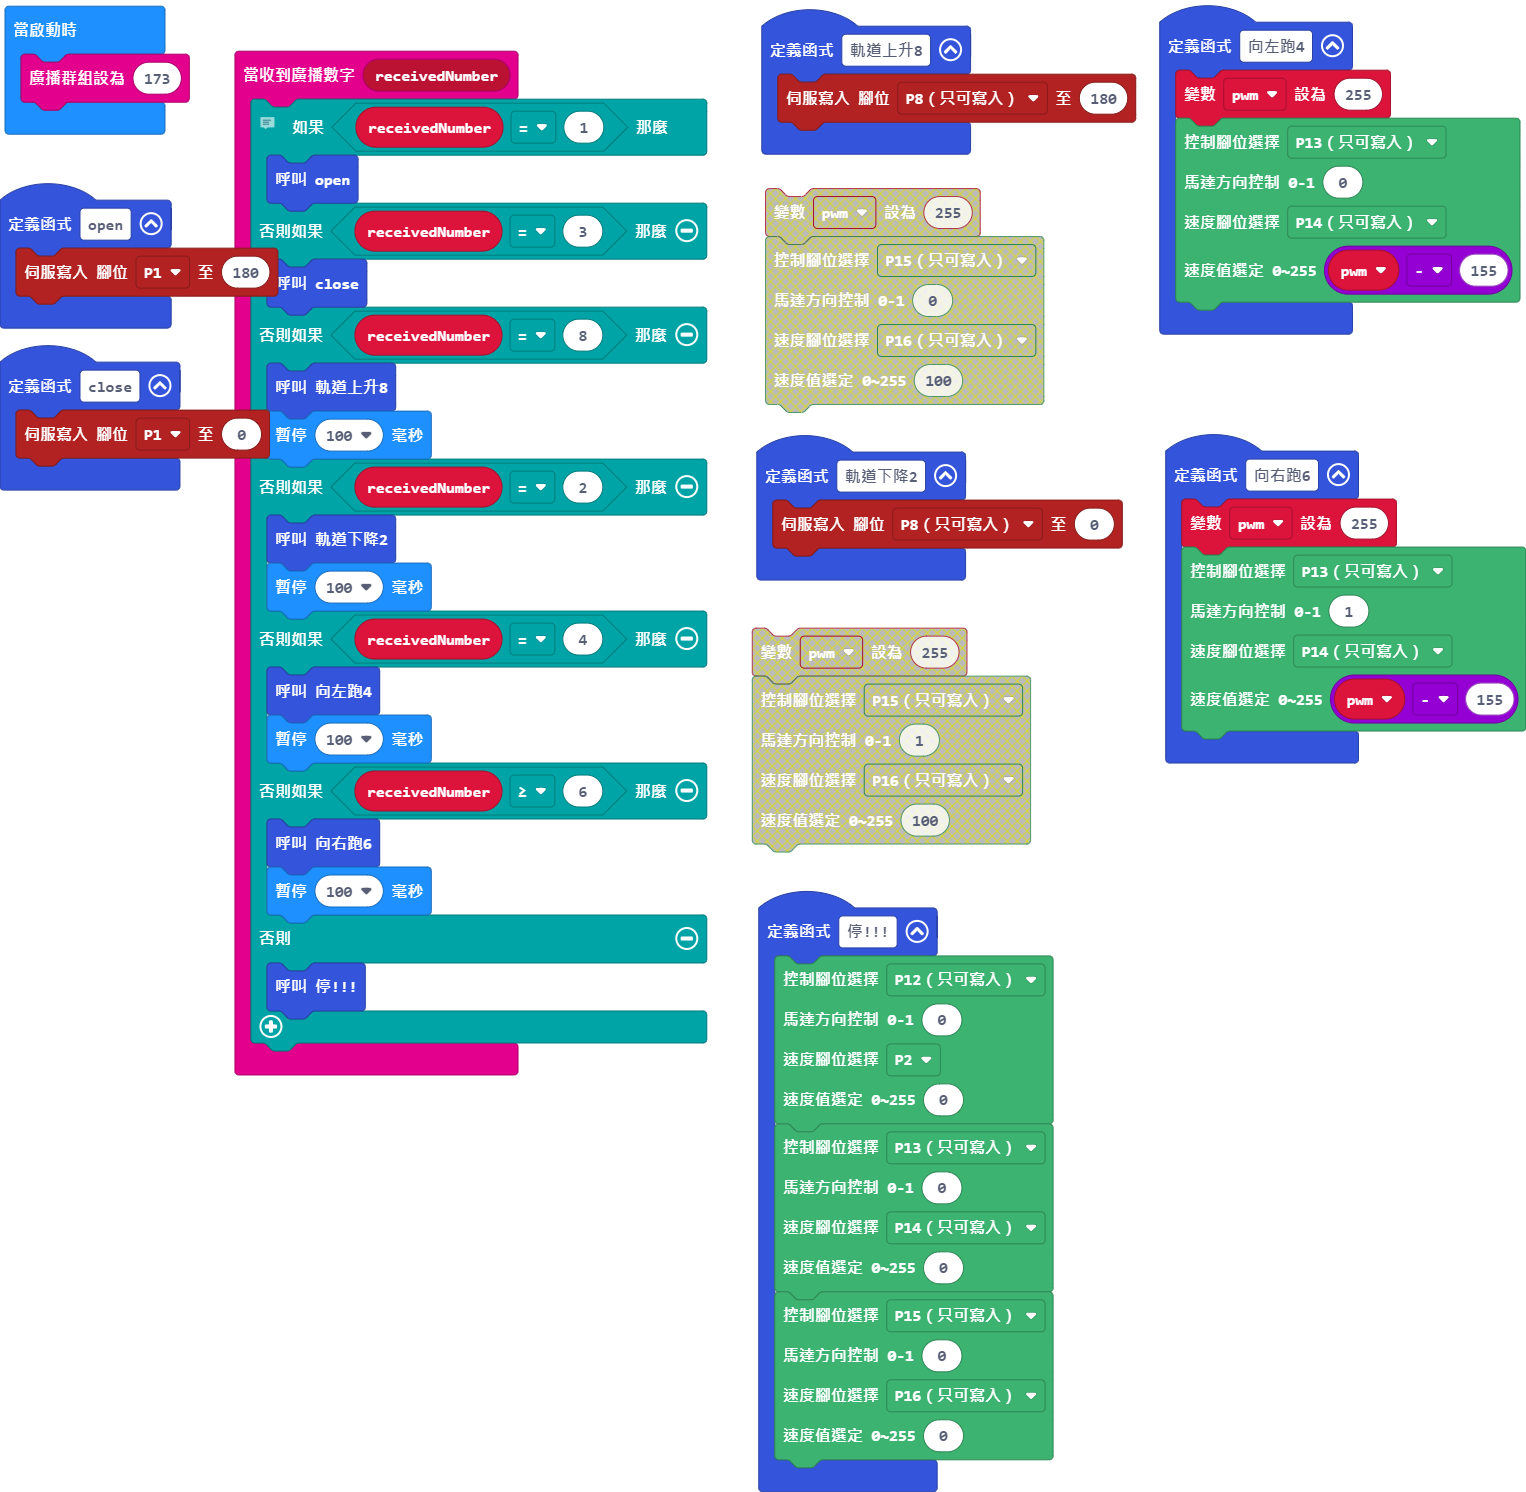 當啟動時
廣播群組設為 173
定義函式 open
伺服寫入 腳位 P1 至 180
定義函式 close
伺服寫入 腳位 P1 至 0
當收到廣播數字 receivedNumber
如果 receivedNumber = 1 那麼
呼叫 open
否則如果 receivedNumber = 3 那麼
呼叫 close
否則如果 receivedNumber = 8 那麼
呼叫 軌道上升8
暫停 100 毫秒
否則如果 receivedNumber = 2 那麼
呼叫 軌道下降2
暫停 100 毫秒
否則如果 receivedNumber = 4 那麼
呼叫 向左跑4
暫停 100 毫秒
否則如果 receivedNumber ≥ 6 那麼
呼叫 向右跑6
暫停 100 毫秒
否則
呼叫 停!!!
定義函式 軌道上升8
伺服寫入 腳位 P8（只可寫入） 至 180
變數 pwm 設為 255
控制腳位選擇 P15（只可寫入）
馬達方向控制 0-1 0
速度腳位選擇 P16（只可寫入）
速度值選定 0~255 100
定義函式 軌道下降2
伺服寫入 腳位 P8（只可寫入） 至 0
變數 pwm 設為 255
控制腳位選擇 P15（只可寫入）
馬達方向控制 0-1 1
速度腳位選擇 P16（只可寫入）
速度值選定 0~255 100
定義函式 停!!!
控制腳位選擇 P12（只可寫入）
馬達方向控制 0-1 0
速度腳位選擇 P2
速度值選定 0~255 0
控制腳位選擇 P13（只可寫入）
馬達方向控制 0-1 0
速度腳位選擇 P14（只可寫入）
速度值選定 0~255 0
控制腳位選擇 P15（只可寫入）
馬達方向控制 0-1 0
速度腳位選擇 P16（只可寫入）
速度值選定 0~255 0
定義函式 向左跑4
變數 pwm 設為 255
控制腳位選擇 P13（只可寫入）
馬達方向控制 0-1 0
速度腳位選擇 P14（只可寫入）
速度值選定 0~255 pwm - 155
定義函式 向右跑6
變數 pwm 設為 255
控制腳位選擇 P13（只可寫入）
馬達方向控制 0-1 1
速度腳位選擇 P14（只可寫入）
速度值選定 0~255 pwm - 155